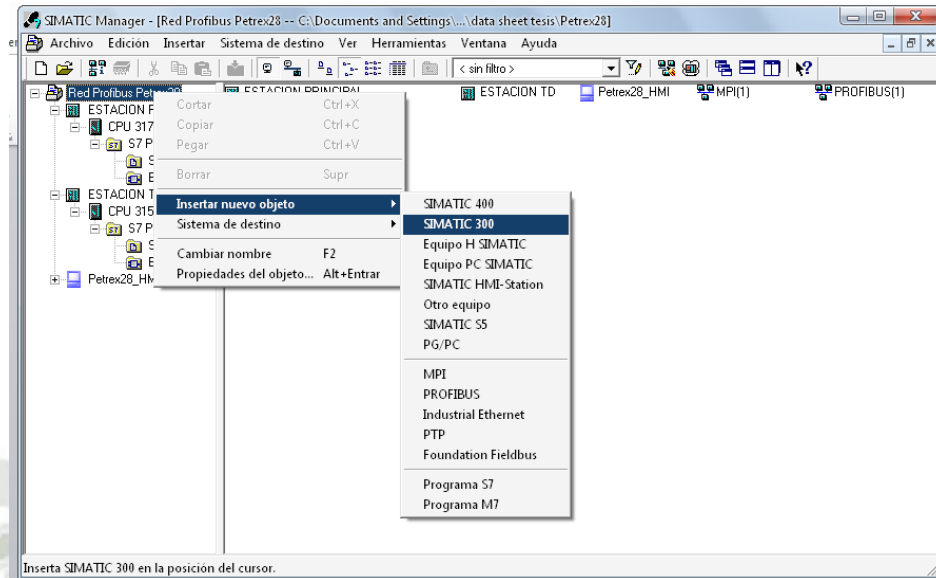 SIMATIC Manager - [Red Profibus Petrex28 -- C:\Documents and Settings\...\data sheet tesis\Petrex28]
Archivo Edición Insertar Sistema de destino Ver Herramientas Ventana Ayuda
< sin filtro >
Red Profibus
ESTACION PRINCIPAL ESTACION TD Petrex28_HMI MPI(1) PROFIBUS(1)
ESTACION
CPU 317
S7
ESTACION
CPU 315
S7
Cortar Ctrl+X
Copiar Ctrl+C
Pegar Ctrl+V
Borrar Supr
Insertar nuevo objeto
Sistema de destino
Cambiar nombre F2
Propiedades del objeto... Alt+Entrar
SIMATIC 400
SIMATIC 300
Equipo H SIMATIC
Equipo PC SIMATIC
SIMATIC HMI-Station
Otro equipo
SIMATIC S5
PG/PC
MPI
PROFIBUS
Industrial Ethernet
PTP
Foundation Fieldbus
Programa S7
Programa M7
Inserta SIMATIC 300 en la posición del cursor.